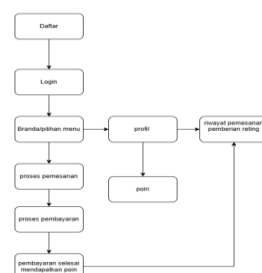 Daftar
Login
Branda/pilihan menu
profil
riwayat pemesanan
pemberian reting
proses pemesanan
poin
proses pembayaran
pembayaran selesai
mendapatkan poin